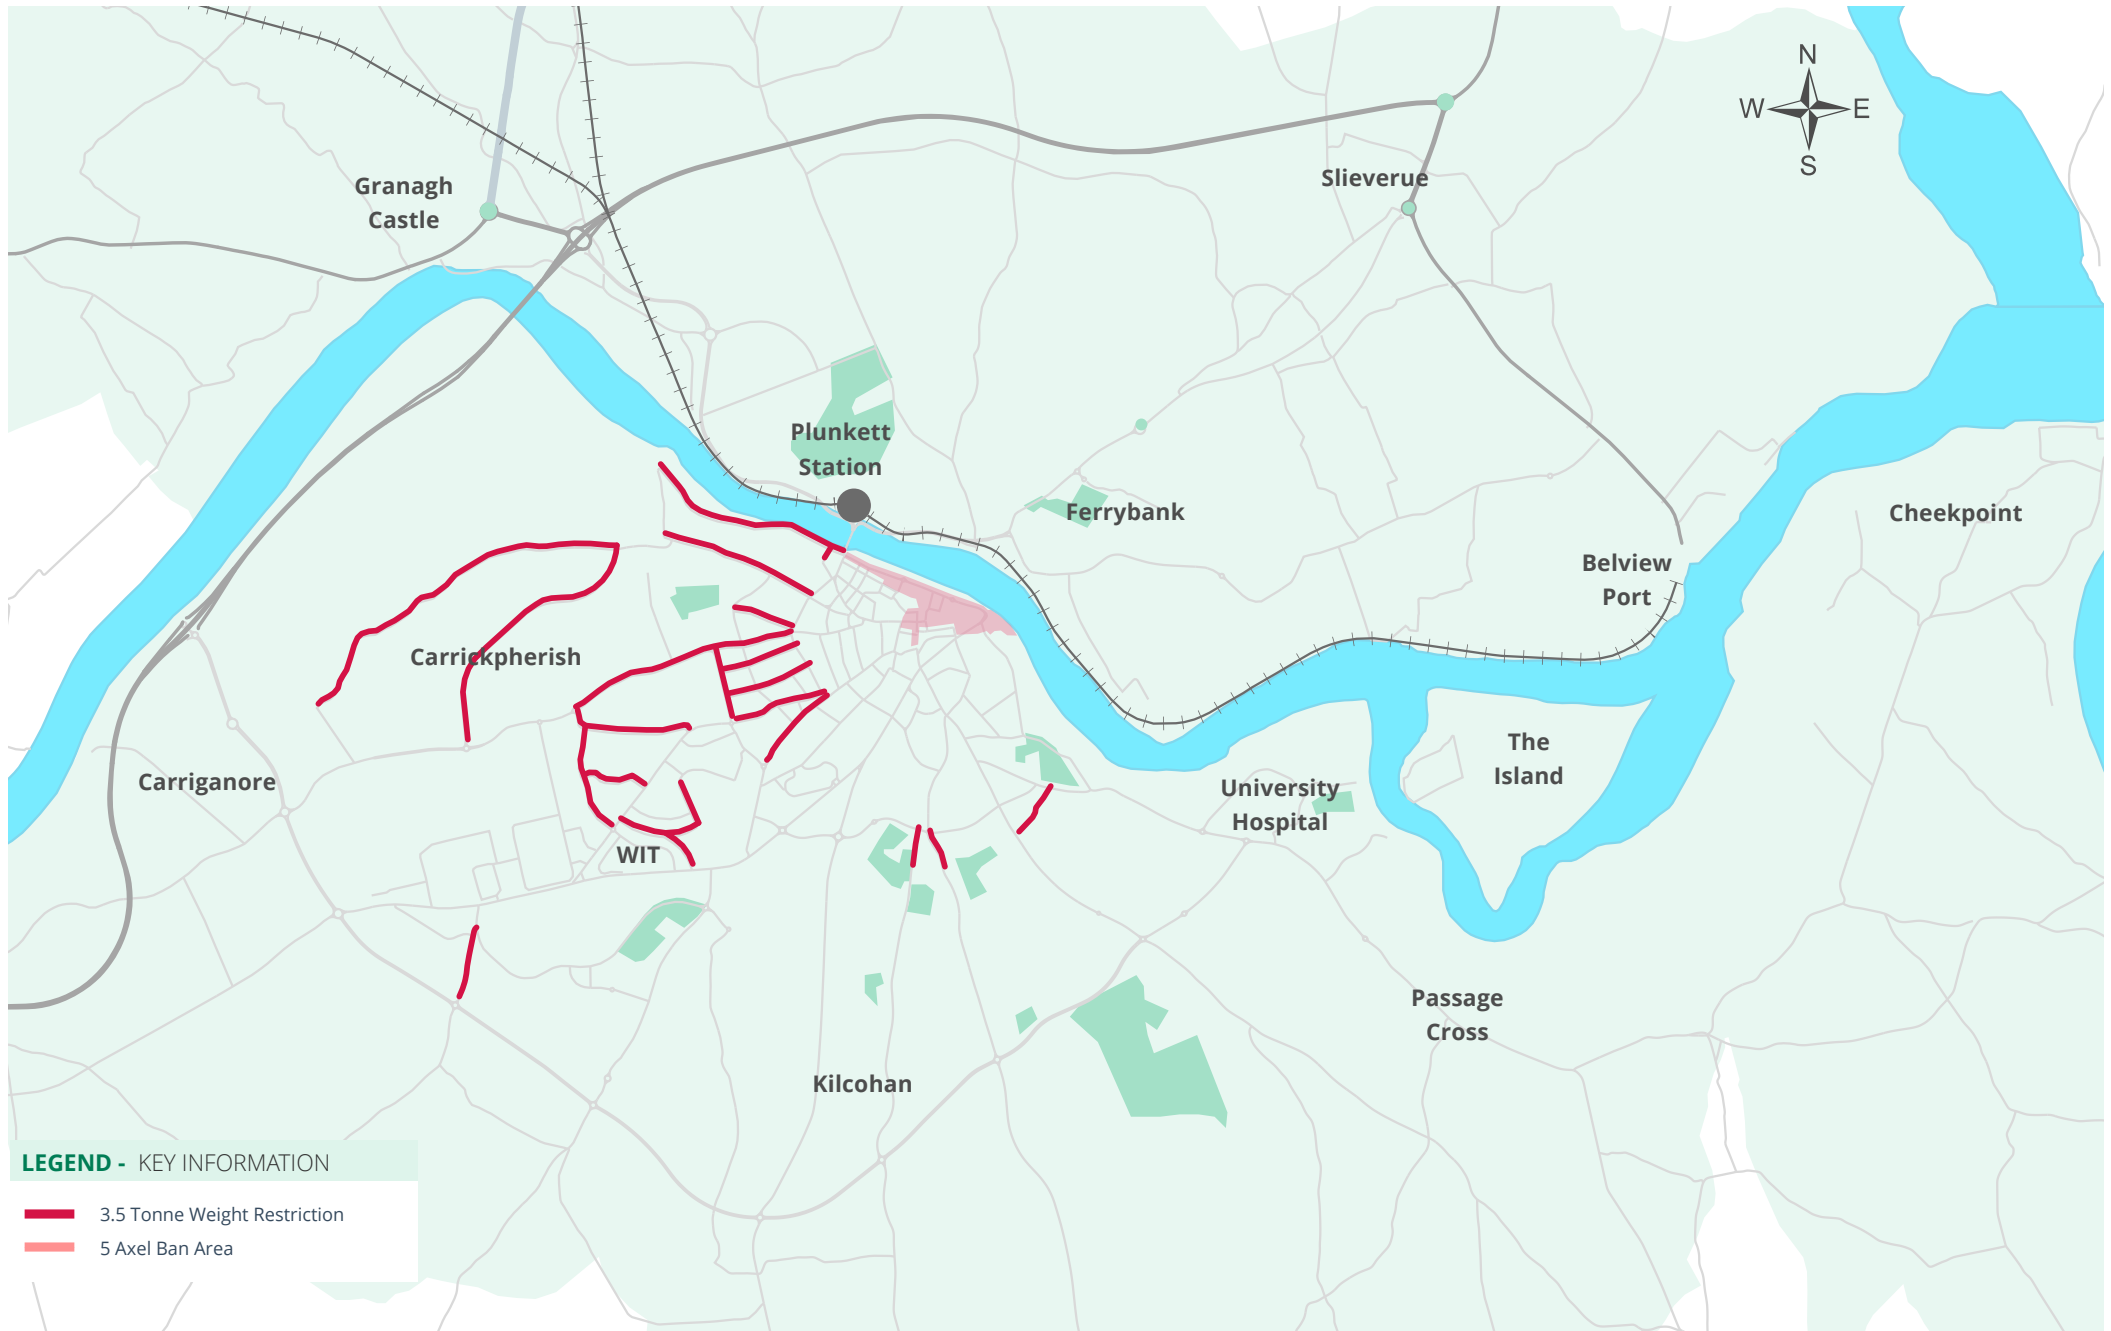 N
W
E
S
Granagh
Castle
Slieverue
Plunkett
Station
Ferrybank
Cheekpoint
Belview
Port
Carrickpherish
The
Island
Carriganore
University
Hospital
WIT
Passage
Cross
Kilcohan
LEGEND - KEY INFORMATION
3.5 Tonne Weight Restriction
5 Axel Ban Area